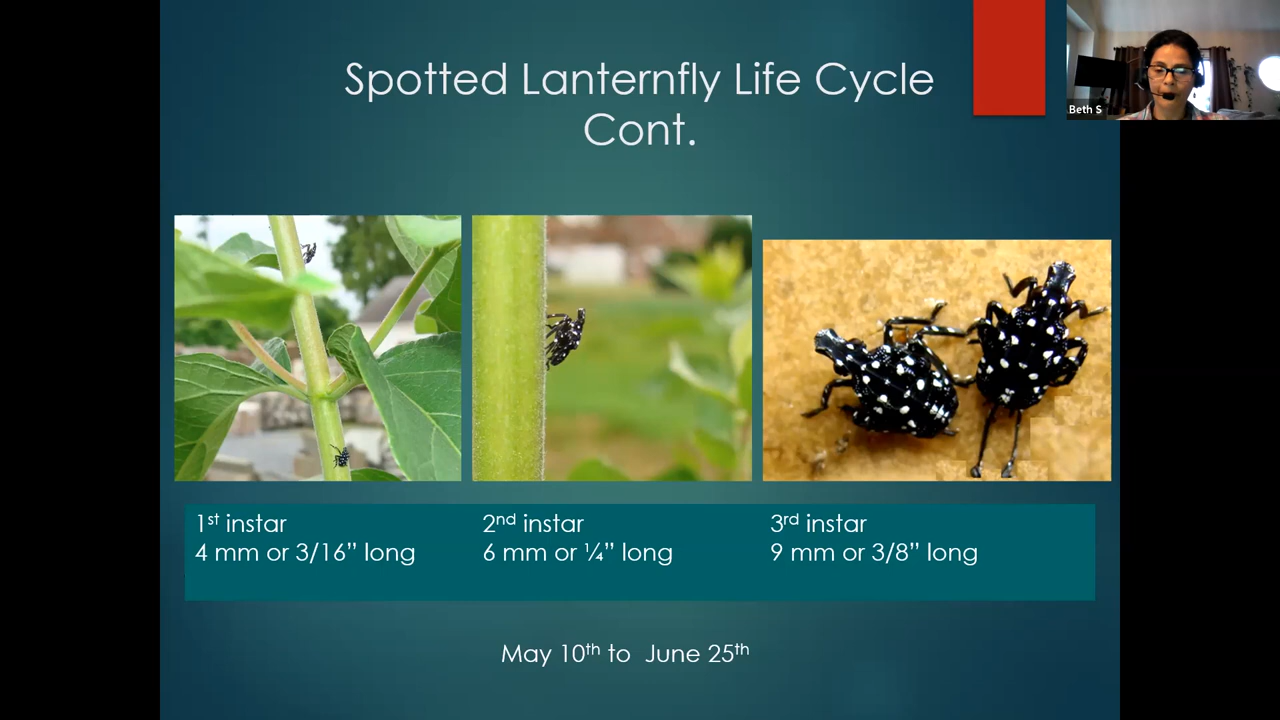 Spotted Lanternfly Life Cycle
Cont.
Beth S
1st instar
4 mm or 3/16” long
2nd instar
6 mm or ¼” long
3rd instar
9 mm or 3/8” long
May 10th to June 25th